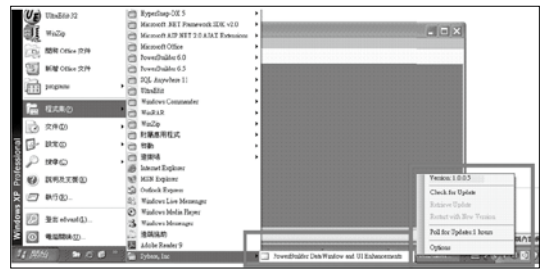 UltraEdit-32
WinZip
開啟 Office 文件
新增 Office 文件
programs
程式集(P)
文件(D)
設定(S)
搜尋(C)
說明及支援(H)
執行(R)...
登出 edward(L)...
電腦關機(U)...
Windows XP Professional
開始
HyperSnap-DX 5
Microsoft .NET Framework SDK v2.0
Microsoft ASP.NET 2.0 AJAX Extensions
Microsoft Office
PowerBuilder 6.0
PowerBuilder 6.5
SQL Anywhere 11
UltraEdit
Windows Commander
WinRAR
WinZip
附屬應用程式
啟動
遊樂場
Internet Explorer
MSN Explorer
Outlook Express
Windows Live Messenger
Windows Media Player
Windows Messenger
遠端協助
Adobe Reader 9
Sybase, Inc
PowerBuilder DataWindow and UI Enhancements
Version: 1.0.0.5
Check for Update
Retrieve Update
Restart with New Version
Poll for Updates:1 hours
Options